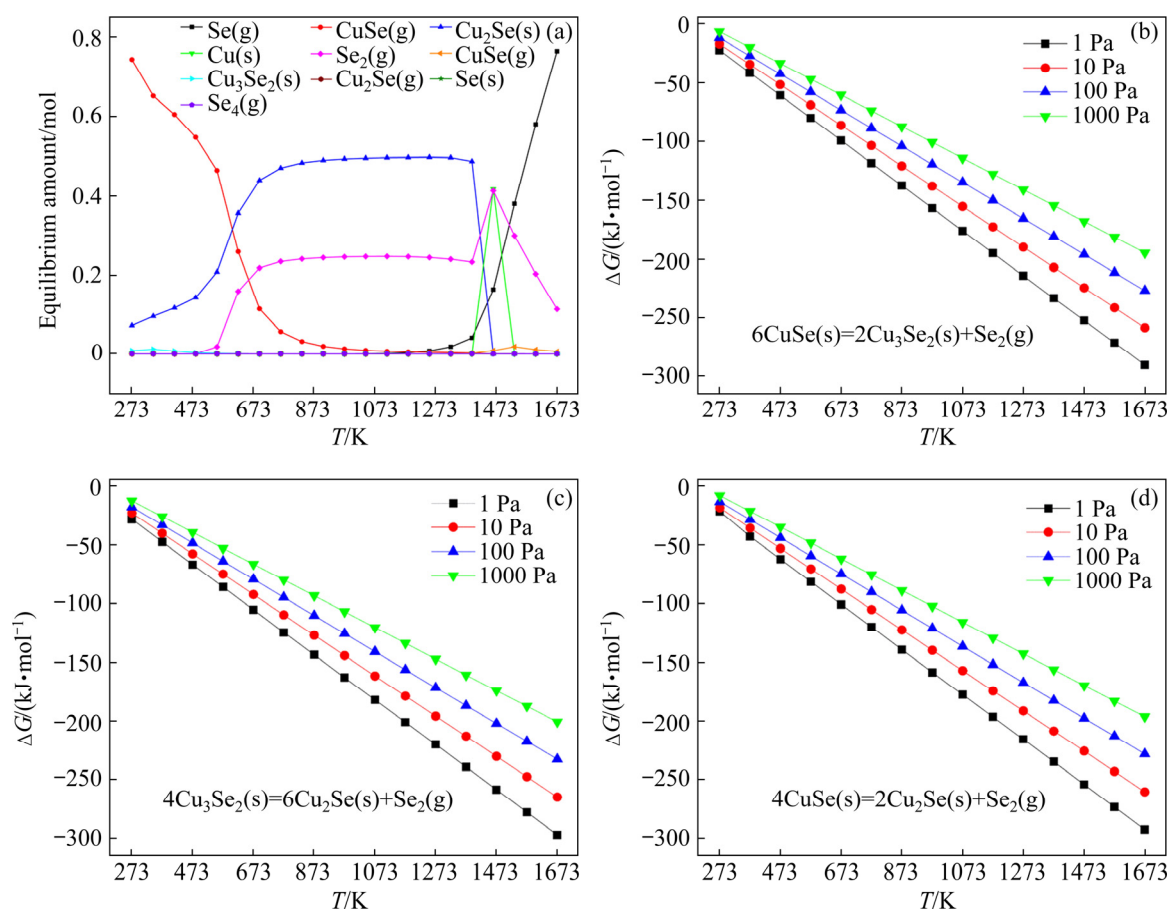 Se(g) CuSe(g) Cu₂Se(s) (a)
Cu(s) Se₂(g) CuSe(g)
Cu₃Se₂(s) Cu₂Se(g) Se(s)
Se₄(g)
0.8
0.6
0.4
0.2
0
Equilibrium amount/mol
273 473 673 873 1073 1273 1473 1673
T/K
(b)
1 Pa
10 Pa
100 Pa
1000 Pa
0
−50
−100
−150
−200
−250
−300
ΔG/(kJ•mol⁻¹)
6CuSe(s)=2Cu₃Se₂(s)+Se₂(g)
273 473 673 873 1073 1273 1473 1673
T/K
(c)
1 Pa
10 Pa
100 Pa
1000 Pa
0
−50
−100
−150
−200
−250
−300
ΔG/(kJ•mol⁻¹)
4Cu₃Se₂(s)=6Cu₂Se(s)+Se₂(g)
273 473 673 873 1073 1273 1473 1673
T/K
(d)
1 Pa
10 Pa
100 Pa
1000 Pa
0
−50
−100
−150
−200
−250
−300
ΔG/(kJ•mol⁻¹)
4CuSe(s)=2Cu₂Se(s)+Se₂(g)
273 473 673 873 1073 1273 1473 1673
T/K